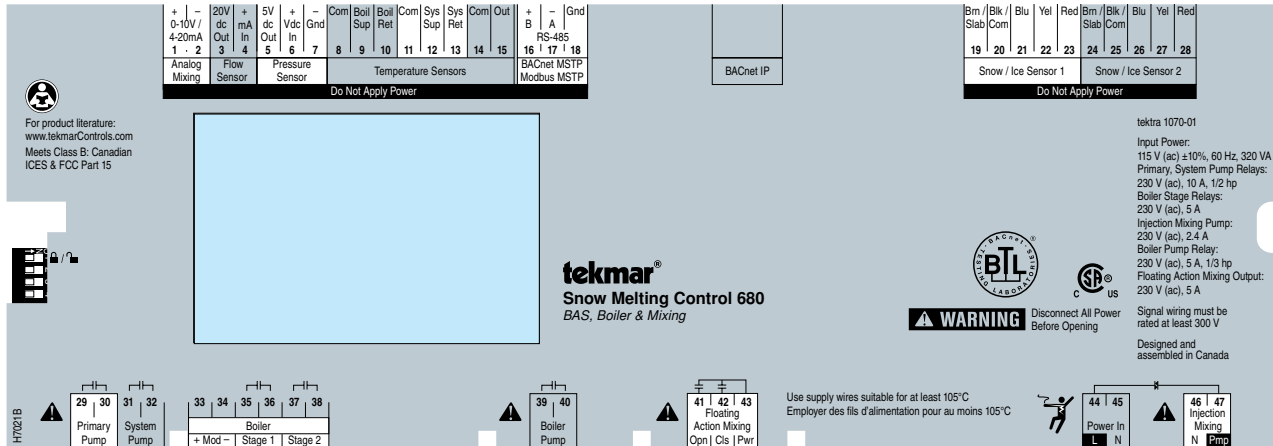 + – 20V + 5V + – Com Boil Boil Com Sys Sys Com Out + – Gnd
0-10V / dc mA dc Vdc Gnd Sup Ret Sup Ret B A
4-20mA Out In Out In RS-485
1 · 2 3 4 5 6 7 8 9 10 11 12 13 14 15 16 17 18
Analog Flow Pressure Temperature Sensors BACnet MSTP
Mixing Sensor Sensor Modbus MSTP
Do Not Apply Power
BACnet IP
Brn / Blk / Blu Yel Red Brn / Blk / Blu Yel Red
Slab Com Slab Com
19 20 21 22 23 24 25 26 27 28
Snow / Ice Sensor 1 Snow / Ice Sensor 2
Do Not Apply Power
For product literature:
www.tekmarControls.com
Meets Class B: Canadian
ICES & FCC Part 15
tektra 1070-01
Input Power:
115 V (ac) ±10%, 60 Hz, 320 VA
Primary, System Pump Relays:
230 V (ac), 10 A, 1/2 hp
Boiler Stage Relays:
230 V (ac), 5 A
Injection Mixing Pump:
230 V (ac), 2.4 A
Boiler Pump Relay:
230 V (ac), 5 A, 1/3 hp
Floating Action Mixing Output:
230 V (ac), 5 A
Signal wiring must be
rated at least 300 V
Designed and
assembled in Canada
/
tekmar®
Snow Melting Control 680
BAS, Boiler & Mixing
BACnet® TESTING LABORATORIES
BTL
SA ®
C US
WARNING
Disconnect All Power
Before Opening
H7021B
29 30
Primary
Pump
31 32
System
Pump
33 34 35 36 37 38
Boiler
+ Mod – Stage 1 Stage 2
39 40
Boiler
Pump
41 42 43
Floating
Action Mixing
Opn Cls Pwr
Use supply wires suitable for at least 105°C
Employer des fils d'alimentation pour au moins 105°C
44 45
Power In
L N
46 47
Injection
Mixing
N Pmp